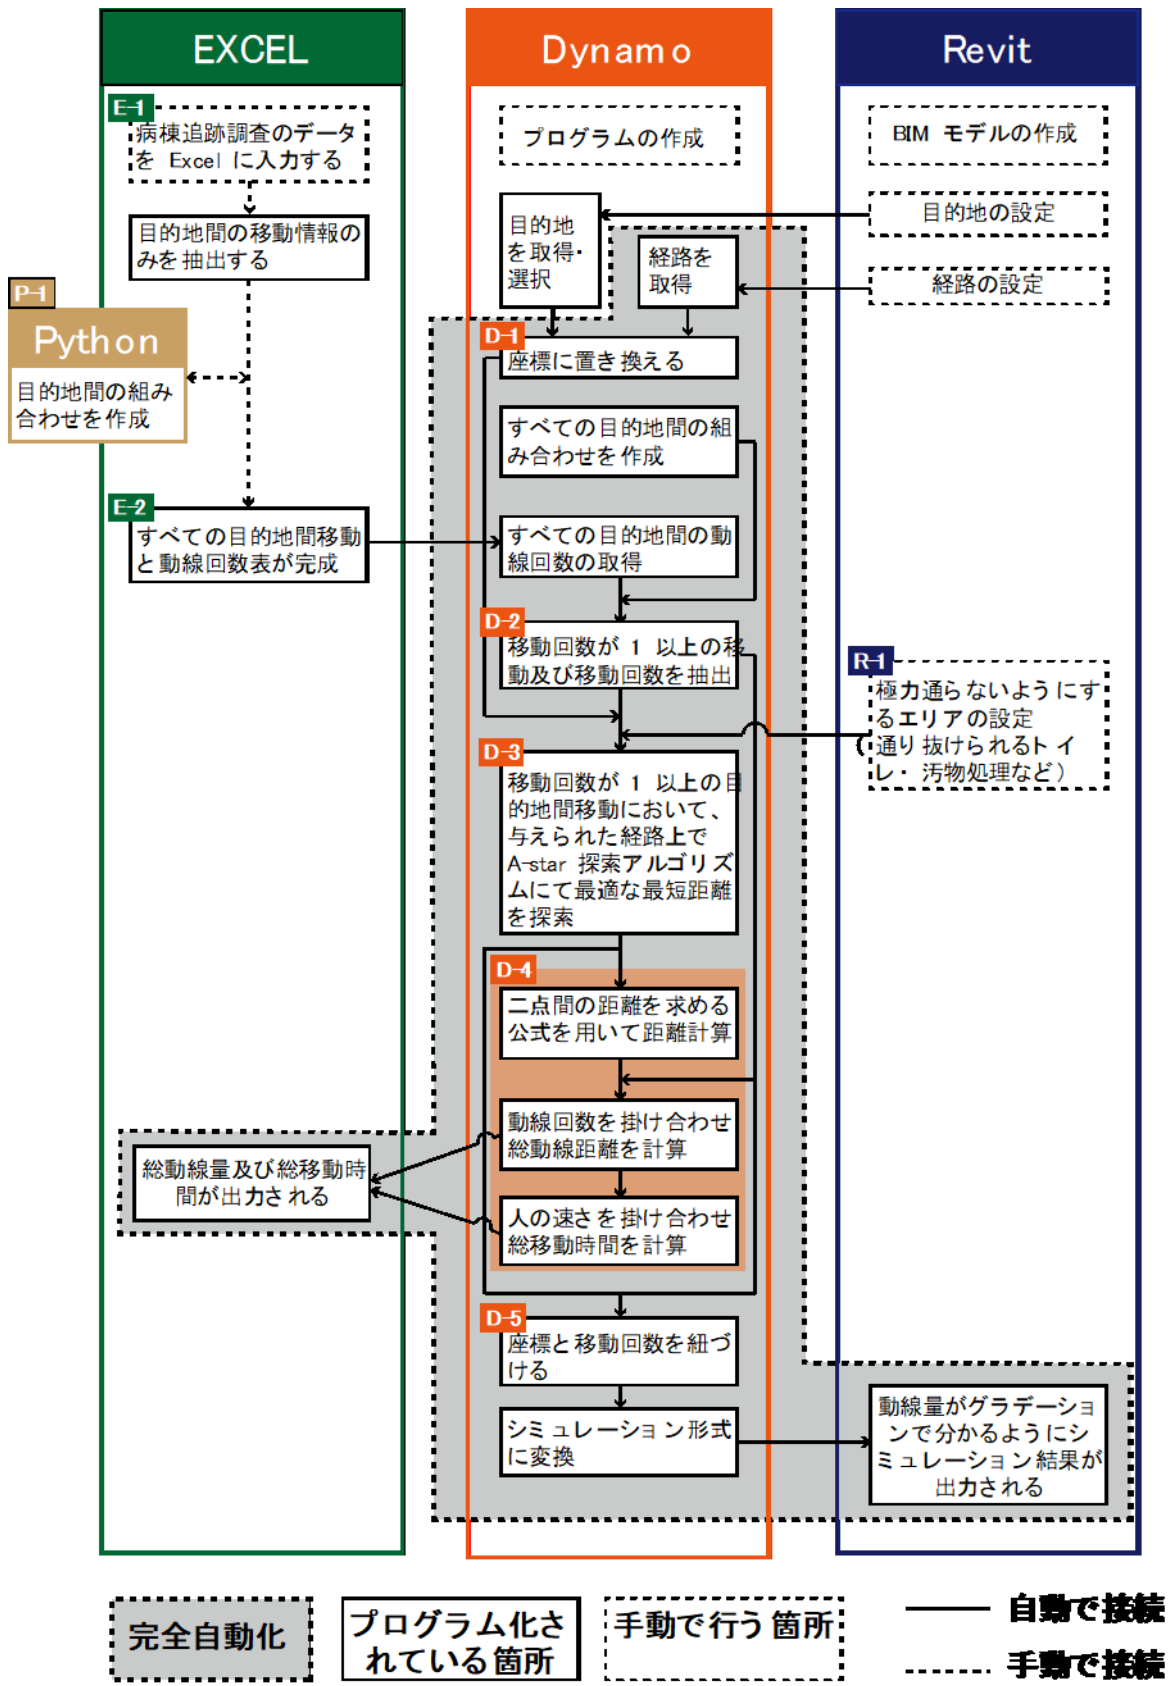 EXCEL
E-1
病棟追跡調査のデータ
を Excel に入力する
目的地間の移動情報の
みを抽出する
P-1
Python
目的地間の組み
合わせを作成
E-2
すべての目的地間移動
と動線回数表が完成
総動線量及び総移動時
間が出力される
Dynamo
プログラムの作成
目的地
を取得・
選択
経路を
取得
D-1
座標に置き換える
すべての目的地間の組
み合わせを作成
すべての目的地間の動
線回数の取得
D-2
移動回数が 1 以上の移
動及び移動回数を抽出
D-3
移動回数が 1 以上の目
的地間移動において、
与えられた経路上で
A-star 探索アルゴリズ
ムにて最適な最短距離
を探索
D-4
二点間の距離を求める
公式を用いて距離計算
動線回数を掛け合わせ
総動線距離を計算
人の速さを掛け合わせ
総移動時間を計算
D-5
座標と移動回数を紐づ
ける
シミュレーション形式
に変換
Revit
BIM モデルの作成
目的地の設定
経路の設定
R-1
極力通らないようにす
るエリアの設定
(通り抜けられるトイ
レ・汚物処理など)
動線量がグラデーショ
ンで分かるようにシ
ミュレーション結果が
出力される
完全自動化
プログラム化さ
れている箇所
手動で行う箇所
自動で接続
手動で接続